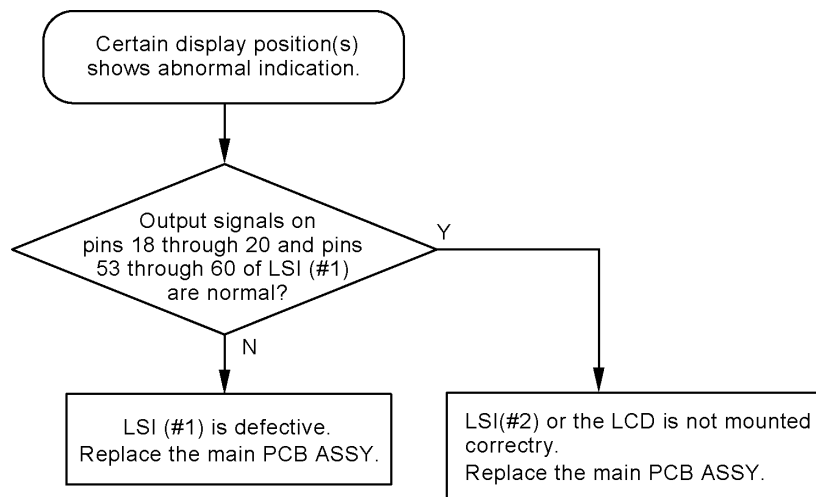 Certain display position(s)
shows abnormal indication.
Output signals on
pins 18 through 20 and pins
53 through 60 of LSI (#1)
are normal?
Y
N
LSI (#1) is defective.
Replace the main PCB ASSY.
LSI(#2) or the LCD is not mounted
correctry.
Replace the main PCB ASSY.